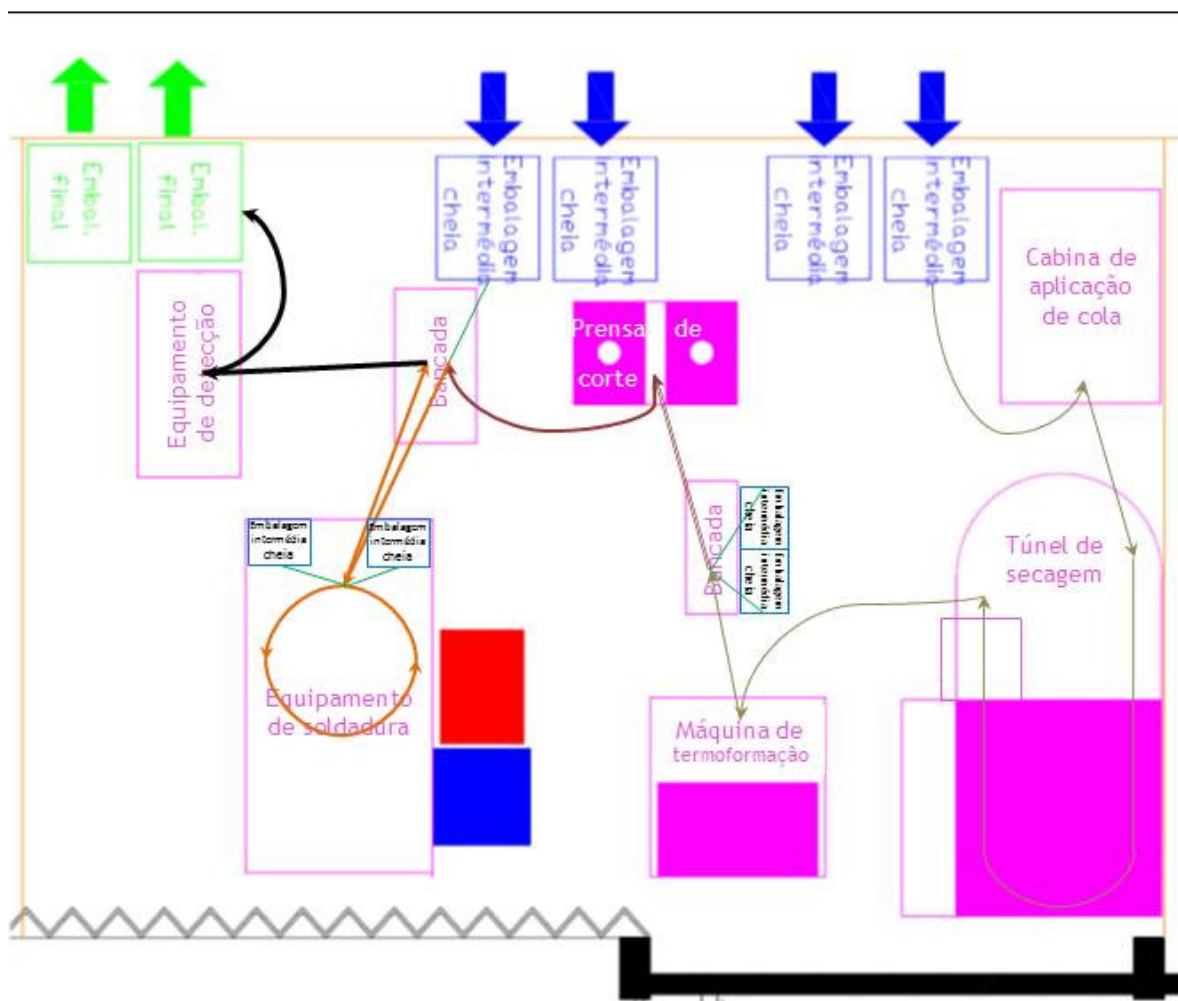 Embal.
final
Embal.
final
Embalagem
intermédia
cheia
Embalagem
intermédia
cheia
Embalagem
intermédia
cheia
Embalagem
intermédia
cheia
Cabina de
aplicação
de cola
Equipamento
de detecção
Bancada
Prensa de
corte
Bancada
Embalagem
intermédia
cheia
Embalagem
intermédia
cheia
Túnel de
secagem
Embalagem
intermédia
cheia
Embalagem
intermédia
cheia
Equipamento
de soldadura
Máquina de
termoformação